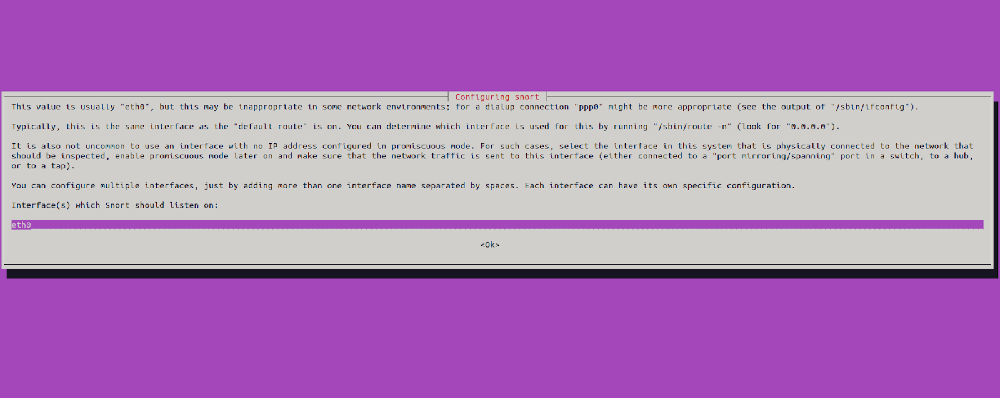 Configuring snort
This value is usually "eth0", but this may be inappropriate in some network environments; for a dialup connection "ppp0" might be more appropriate (see the output of "/sbin/ifconfig").
Typically, this is the same interface as the "default route" is on. You can determine which interface is used for this by running "/sbin/route -n" (look for "0.0.0.0").
It is also not uncommon to use an interface with no IP address configured in promiscuous mode. For such cases, select the interface in this system that is physically connected to the network that
should be inspected, enable promiscuous mode later on and make sure that the network traffic is sent to this interface (either connected to a "port mirroring/spanning" port in a switch, to a hub,
or to a tap).
You can configure multiple interfaces, just by adding more than one interface name separated by spaces. Each interface can have its own specific configuration.
Interface(s) which Snort should listen on:
eth0
<Ok>